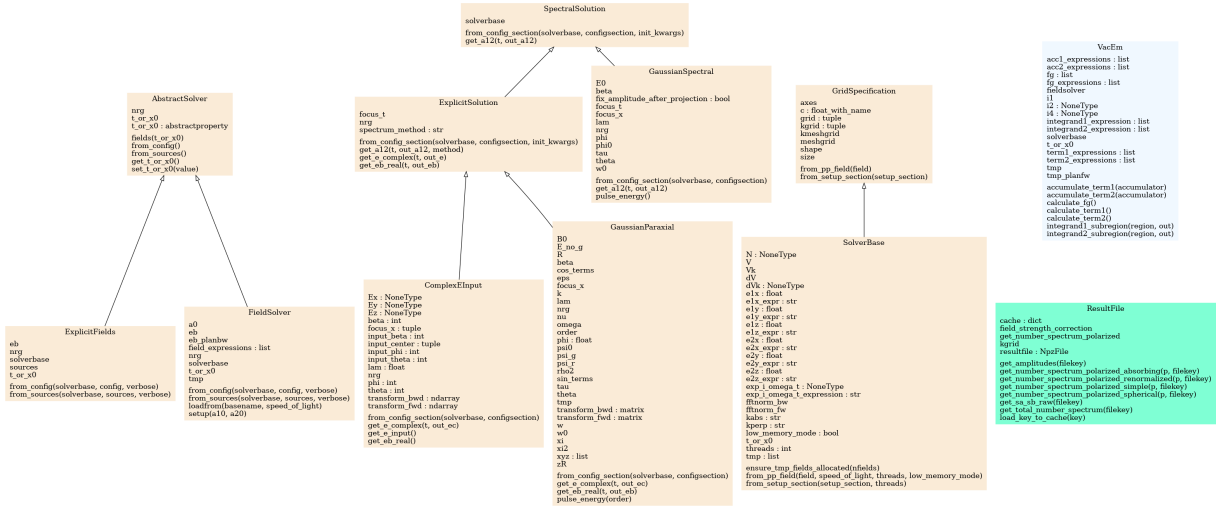 SpectralSolution
solverbase
from_config_section(solverbase, configsection, init_kwargs)
get_a12(t, out_a12)
VacEm
acc1_expressions : list
acc2_expressions : list
fg : list
fg_expressions : list
fieldsolver
i1
i2 : NoneType
i4 : NoneType
integrand1_expression : list
integrand2_expression : list
solverbase
t_or_x0
term1_expressions : list
term2_expressions : list
tmp
tmp_planfw
accumulate_term1(accumulator)
accumulate_term2(accumulator)
calculate_fg()
calculate_term1()
calculate_term2()
integrand1_subregion(region, out)
integrand2_subregion(region, out)
GaussianSpectral
E0
beta
fix_amplitude_after_projection : bool
focus_t
focus_x
lam
nrg
phi
phi0
tau
theta
w0
from_config_section(solverbase, configsection)
get_a12(t, out_a12)
pulse_energy()
GridSpecification
axes
c : float_with_name
grid : tuple
kgrid : tuple
kmeshgrid
meshgrid
shape
size
from_pp_field(field)
from_setup_section(setup_section)
AbstractSolver
nrg
t_or_x0
t_or_x0 : abstractproperty
fields(t_or_x0)
from_config()
from_sources()
get_t_or_x0()
set_t_or_x0(value)
ExplicitSolution
focus_t
nrg
spectrum_method : str
from_config_section(solverbase, configsection, init_kwargs)
get_a12(t, out_a12, method)
get_e_complex(t, out_e)
get_eb_real(t, out_eb)
GaussianParaxial
B0
E_no_g
R
beta
cos_terms
eps
focus_x
k
lam
nrg
nu
omega
order
phi : float
psi0
psi_g
psi_r
rho2
sin_terms
tau
theta
tmp
transform_bwd : matrix
transform_fwd : matrix
w
w0
xi
xi2
xyz : list
zR
from_config_section(solverbase, configsection)
get_e_complex(t, out_ec)
get_eb_real(t, out_eb)
pulse_energy(order)
SolverBase
N : NoneType
V
Vk
dV
dVk : NoneType
e1x : float
e1x_expr : str
e1y : float
e1y_expr : str
e1z : float
e1z_expr : str
e2x : float
e2x_expr : str
e2y : float
e2y_expr : str
e2z : float
e2z_expr : str
exp_i_omega_t : NoneType
exp_i_omega_t_expression : str
fftnorm_bw
fftnorm_fw
kabs : str
kperp : str
low_memory_mode : bool
t_or_x0
threads : int
tmp : list
ensure_tmp_fields_allocated(nfields)
from_pp_field(field, speed_of_light, threads, low_memory_mode)
from_setup_section(setup_section, threads)
ComplexEInput
Ex : NoneType
Ey : NoneType
Ez : NoneType
beta : int
focus_x : tuple
input_beta : int
input_center : tuple
input_phi : int
input_theta : int
lam : float
nrg
phi : int
theta : int
transform_bwd : ndarray
transform_fwd : ndarray
from_config_section(solverbase, configsection)
get_e_complex(t, out_ec)
get_e_input()
get_eb_real()
ExplicitFields
eb
nrg
solverbase
sources
t_or_x0
from_config(solverbase, config, verbose)
from_sources(solverbase, sources, verbose)
FieldSolver
a0
eb
eb_planbw
field_expressions : list
nrg
solverbase
t_or_x0
tmp
from_config(solverbase, config, verbose)
from_sources(solverbase, sources, verbose)
loadfrom(basename, speed_of_light)
setup(a10, a20)
ResultFile
cache : dict
field_strength_correction
get_number_spectrum_polarized
kgrid
resultfile : NpzFile
get_amplitudes(filekey)
get_number_spectrum_polarized_absorbing(p, filekey)
get_number_spectrum_polarized_renormalized(p, filekey)
get_number_spectrum_polarized_simple(p, filekey)
get_number_spectrum_polarized_spherical(p, filekey)
get_sa_sb_raw(filekey)
get_total_number_spectrum(filekey)
load_key_to_cache(key)